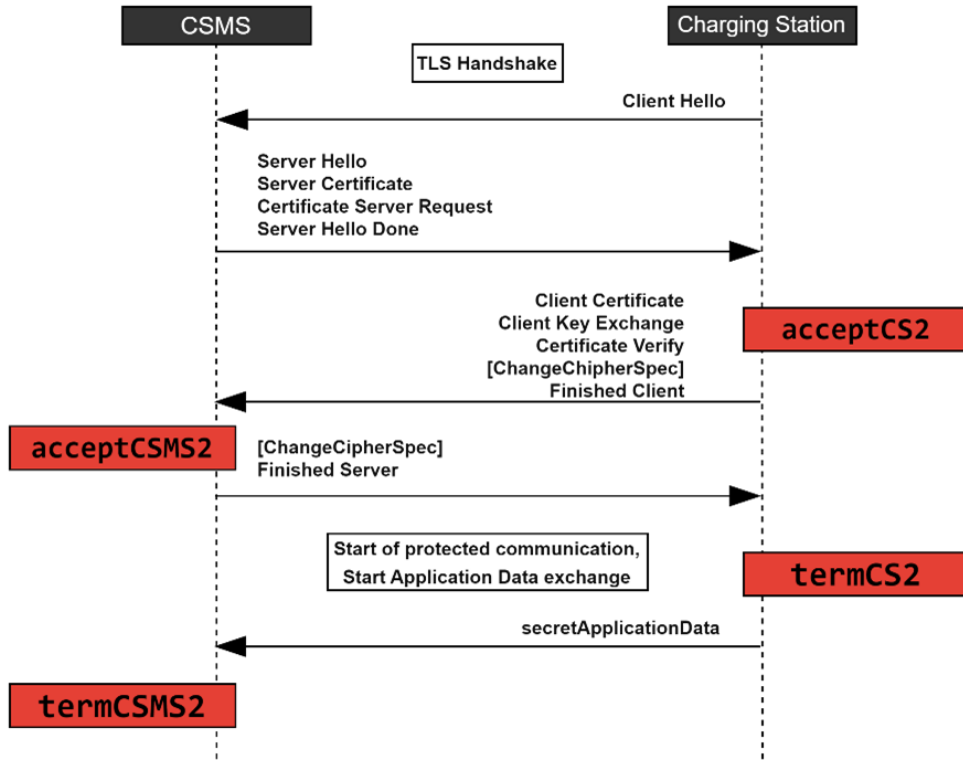 CSMS
Charging Station
TLS Handshake
Client Hello
Server Hello
Server Certificate
Certificate Server Request
Server Hello Done
Client Certificate
Client Key Exchange
Certificate Verify
[ChangeChipherSpec]
Finished Client
acceptCS2
acceptCSMS2
[ChangeCipherSpec]
Finished Server
Start of protected communication,
Start Application Data exchange
termCS2
secretApplicationData
termCSMS2